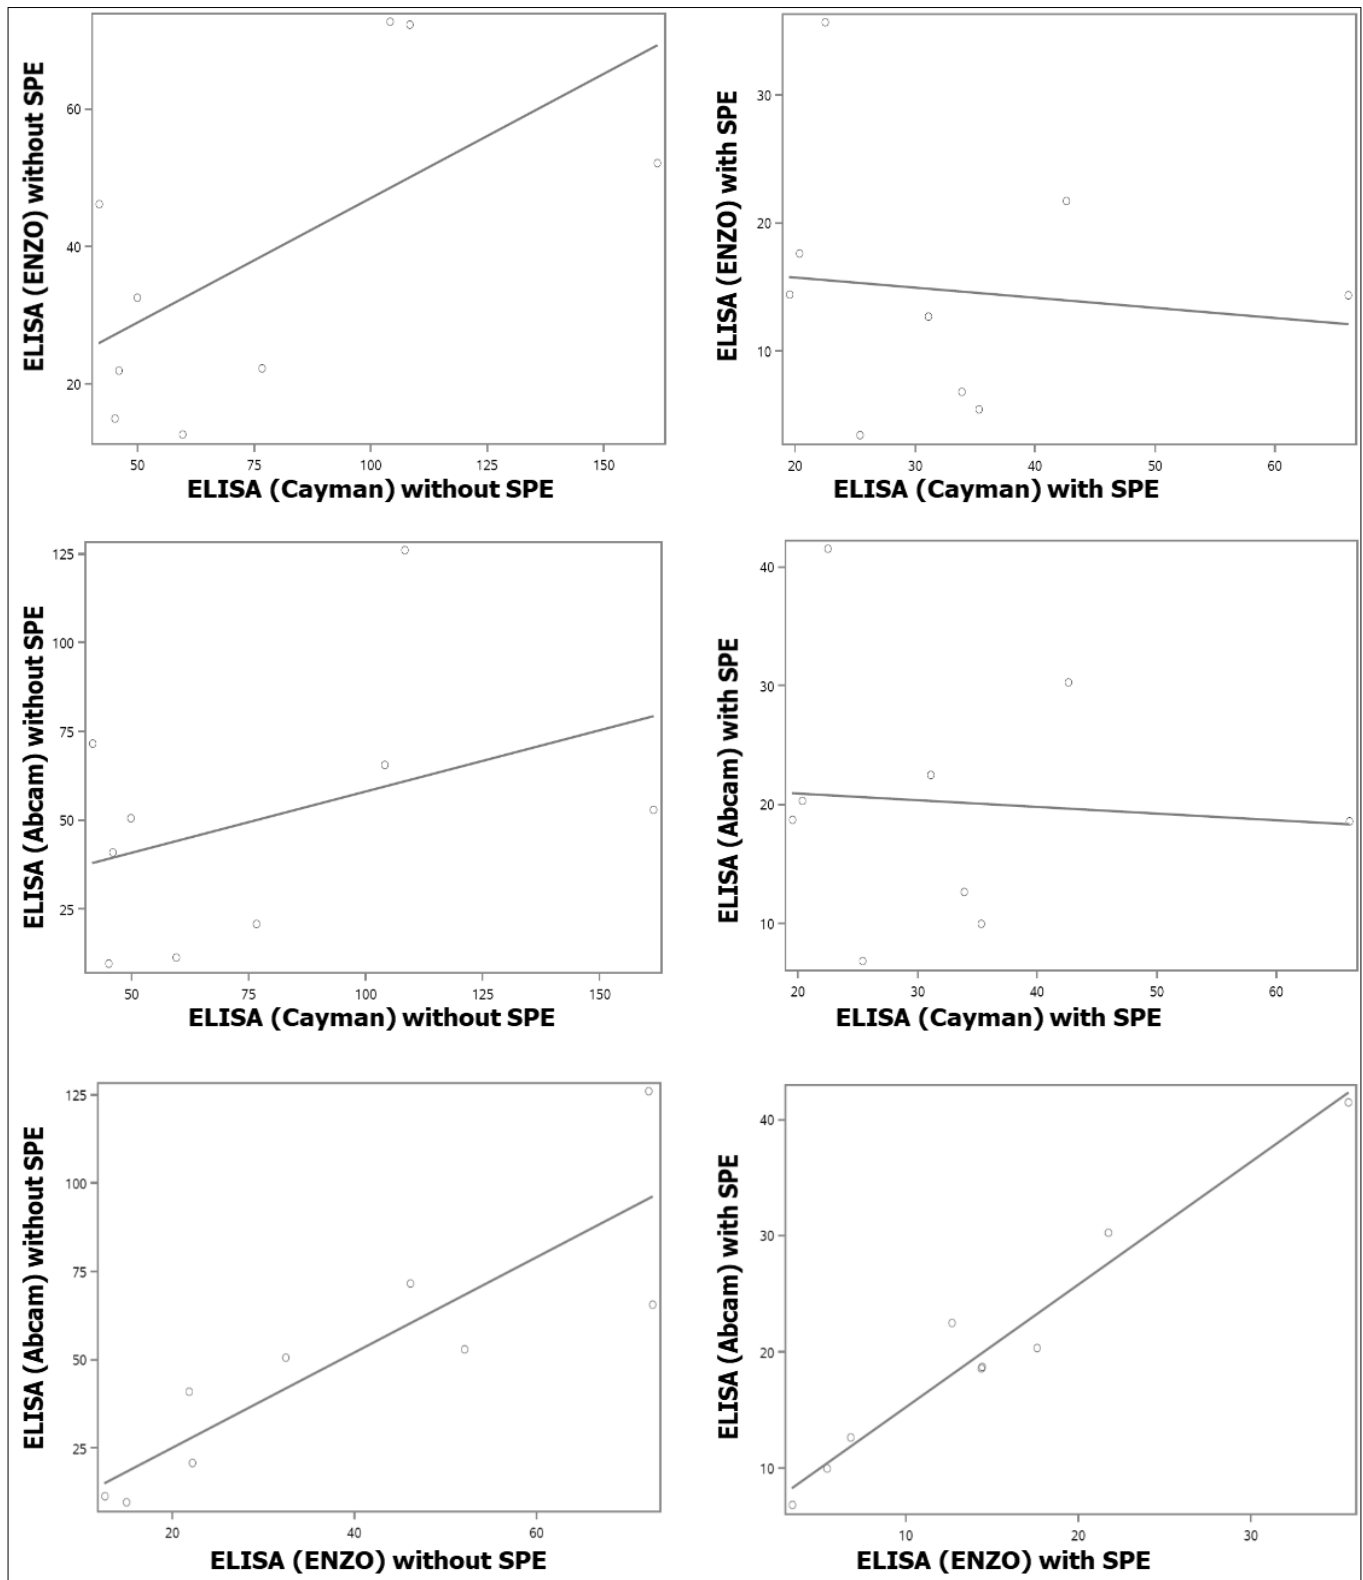 ELISA (ENZO) without SPE
60
40
20
50 75 100 125 150
ELISA (Cayman) without SPE
ELISA (ENZO) with SPE
30
20
10
20 30 40 50 60
ELISA (Cayman) with SPE
ELISA (Abcam) without SPE
125
100
75
50
25
50 75 100 125 150
ELISA (Cayman) without SPE
ELISA (Abcam) with SPE
40
30
20
10
20 30 40 50 60
ELISA (Cayman) with SPE
ELISA (Abcam) without SPE
125
100
75
50
25
20 40 60
ELISA (ENZO) without SPE
ELISA (Abcam) with SPE
40
30
20
10
10 20 30
ELISA (ENZO) with SPE